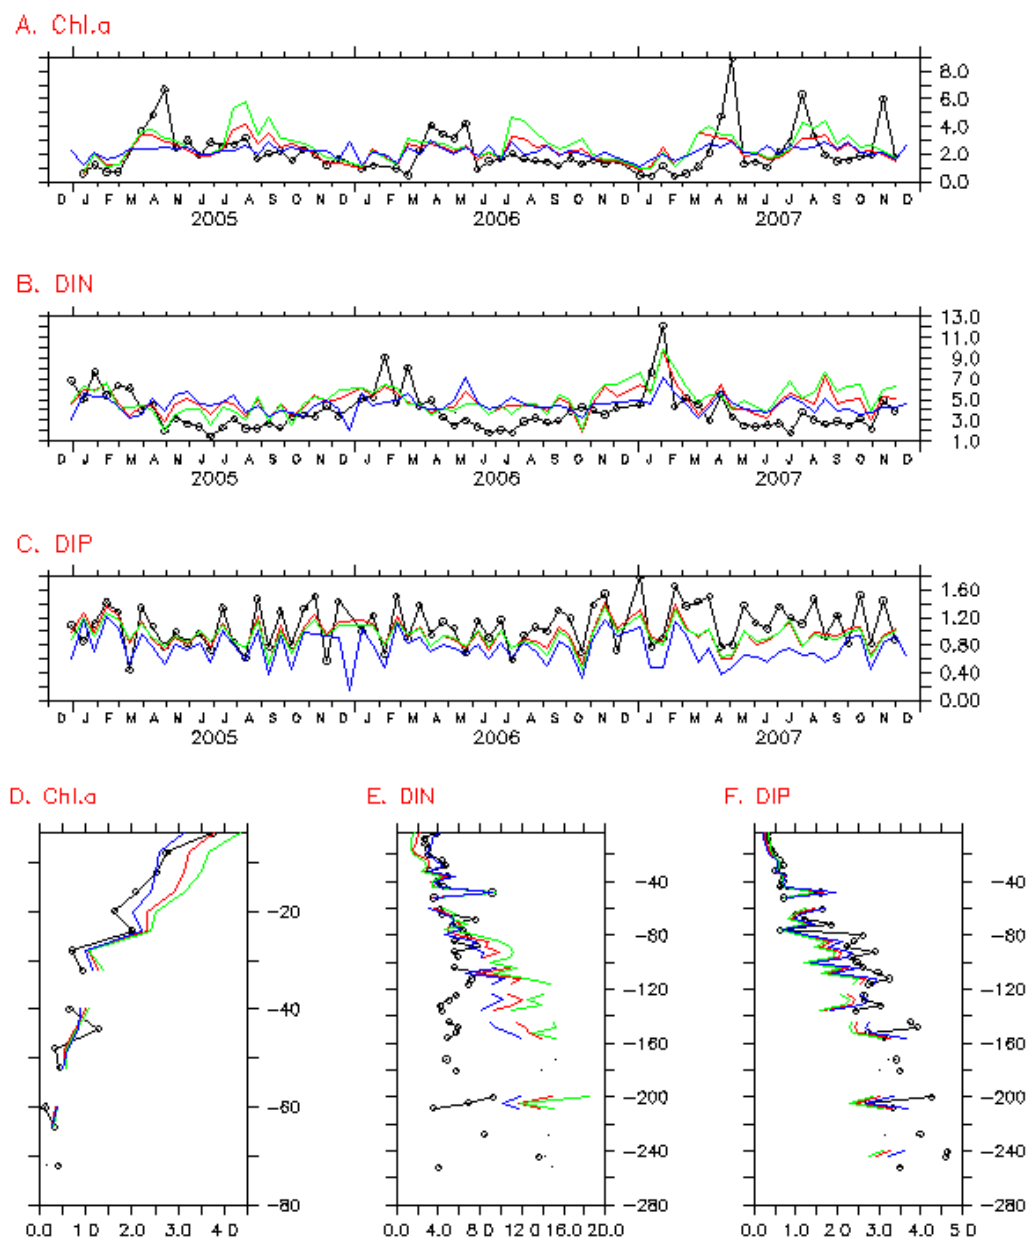 A. Chl.a
8.0
6.0
4.0
2.0
0.0
D J F M A M J J A S O N D J F M A M J J A S O N D J F M A M J J A S O N D
2005 2006 2007
B. DIN
13.0
11.0
9.0
7.0
5.0
3.0
1.0
D J F M A M J J A S O N D J F M A M J J A S O N D J F M A M J J A S O N D
2005 2006 2007
C. DIP
1.60
1.20
0.80
0.40
0.00
D J F M A M J J A S O N D J F M A M J J A S O N D J F M A M J J A S O N D
2005 2006 2007
D. Chl.a E. DIN F. DIP
-20
-40
-60
-80
0.0 1.0 2.0 3.0 4.0
-40
-80
-120
-160
-200
-240
-280
0.0 4.0 8.0 12.0 16.0 20.0
-40
-80
-120
-160
-200
-240
-280
0.0 1.0 2.0 3.0 4.0 5.0